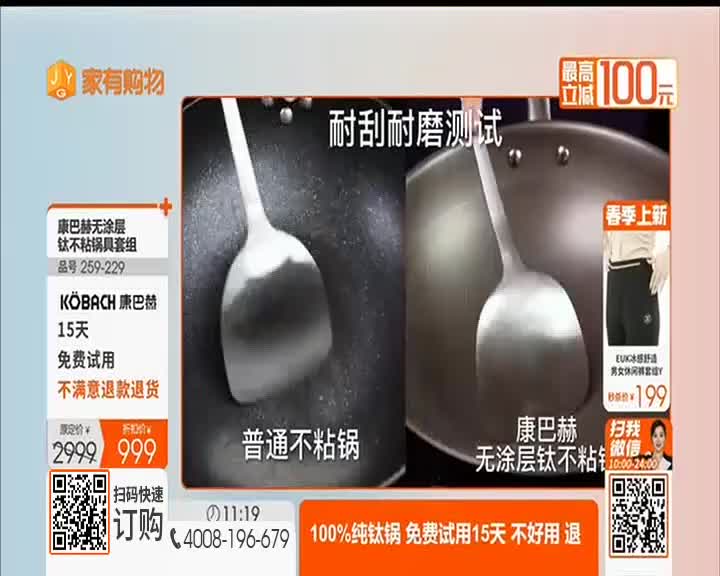 JYG 家有购物
最高立减 100元
耐刮耐磨测试
康巴赫无涂层
钛不粘锅具套组
品号 259-229
KÖBACH 康巴赫
15天
免费试用
不满意退款退货
原定价¥
2999
折扣价¥
999
扫码快速
订购
11:19
4008-196-679
普通不粘锅
康巴赫
无涂层钛不粘锅
100%纯钛锅 免费试用15天 不好用 退
春季上新
EUK冰感舒适
男女休闲裤套组Y
秒杀价¥199
扫我
微信
10:00-24:00